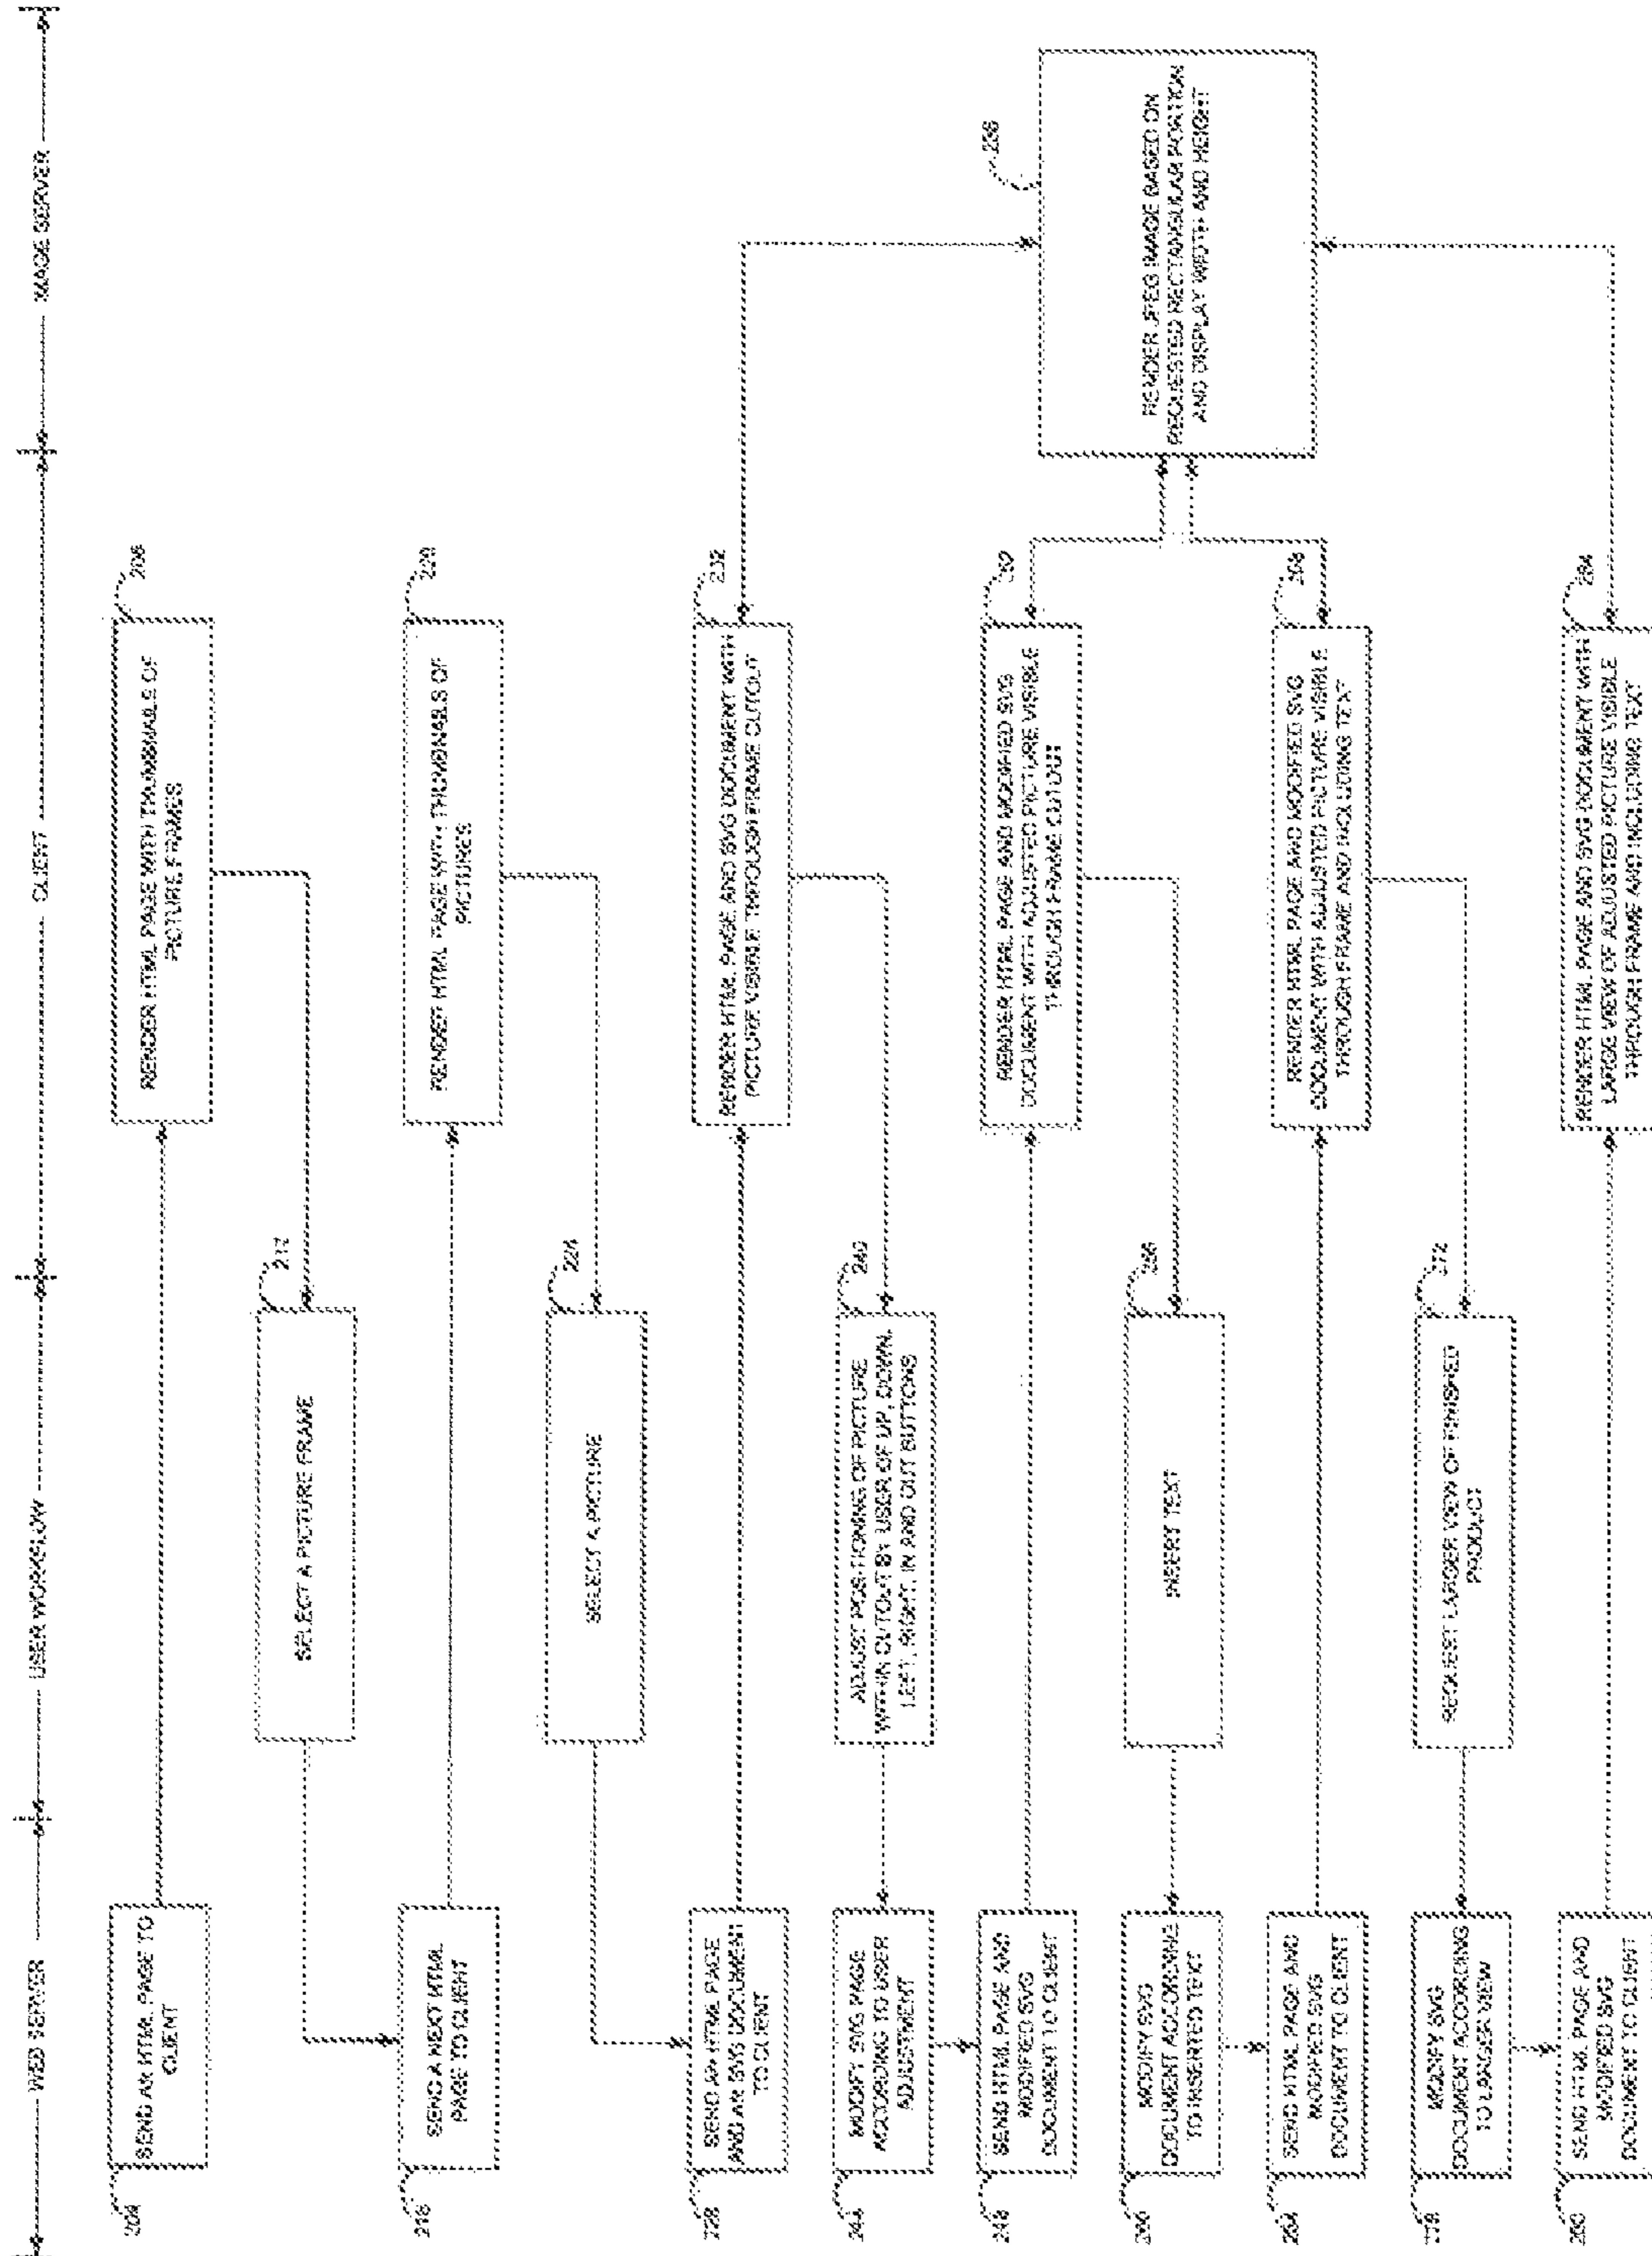 WEB SERVER
USER WORKFLOW
CLIENT
IMAGE SERVER
204
SEND AN HTML PAGE TO
CLIENT
208
RENDER HTML PAGE WITH THUMBNAILS OF
PICTURE FRAMES
212
SELECT A PICTURE FRAME
216
SEND A NEXT HTML
PAGE TO CLIENT
220
RENDER HTML PAGE WITH THUMBNAILS OF
PICTURES
224
SELECT A PICTURE
228
SEND AN HTML PAGE
AND AN SVG DOCUMENT
TO CLIENT
232
RENDER HTML PAGE AND SVG DOCUMENT WITH
PICTURE VISIBLE THROUGH FRAME CUTOUT
236
RENDER JPEG IMAGE BASED ON
REQUESTED RECTANGULAR PORTION
AND DISPLAY WIDTH AND HEIGHT
240
ADJUST POSITIONING OF PICTURE
WITHIN CUTOUT BY USER OF UP, DOWN,
LEFT, RIGHT, IN AND OUT BUTTONS
244
MODIFY SVG PAGE
ACCORDING TO USER
ADJUSTMENT
248
SEND HTML PAGE AND
MODIFIED SVG
DOCUMENT TO CLIENT
RENDER HTML PAGE AND MODIFIED SVG
DOCUMENT WITH ADJUSTED PICTURE VISIBLE
THROUGH FRAME CUTOUT
INSERT TEXT
260
MODIFY SVG
DOCUMENT ACCORDING
TO INSERTED TEXT
264
SEND HTML PAGE AND
MODIFIED SVG
DOCUMENT TO CLIENT
268
RENDER HTML PAGE AND MODIFIED SVG
DOCUMENT WITH ADJUSTED PICTURE VISIBLE
THROUGH FRAME AND INCLUDING TEXT
272
REQUEST LARGER VIEW OF FINISHED
PRODUCT
MODIFY SVG
DOCUMENT ACCORDING
TO LARGER VIEW
280
SEND HTML PAGE AND
MODIFIED SVG
DOCUMENT TO CLIENT
284
RENDER HTML PAGE AND SVG DOCUMENT WITH
LARGE VIEW OF ADJUSTED PICTURE VISIBLE
THROUGH FRAME AND INCLUDING TEXT